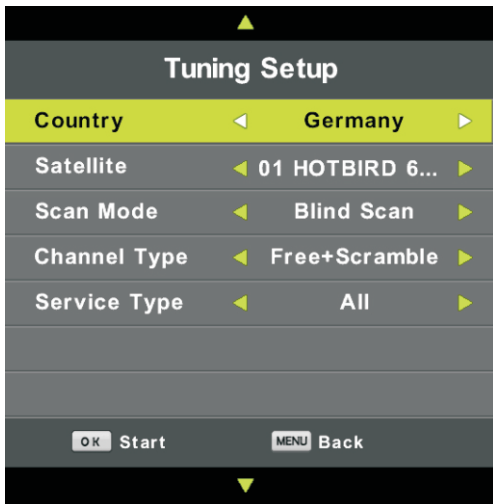 Tuning Setup
Country Germany
Satellite 01 HOTBIRD 6...
Scan Mode Blind Scan
Channel Type Free+Scramble
Service Type All
OK Start MENU Back